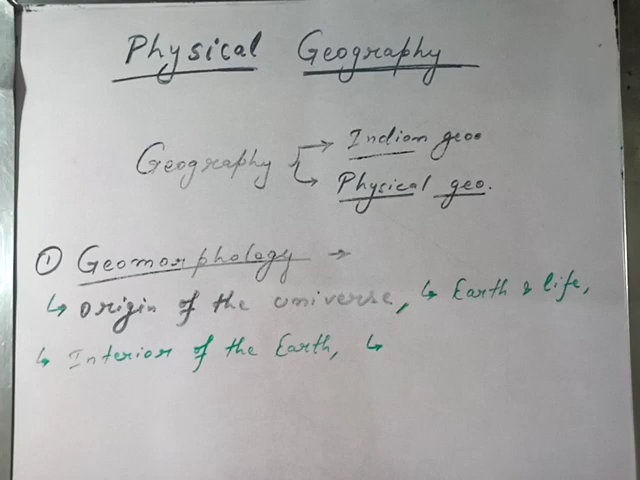 Physical Geography
Geography → Indian geo
↳ Physical geo.
① Geomorphology →
↳ Origin of the universe, ↳ Earth & life,
↳ Interior of the Earth, ↳